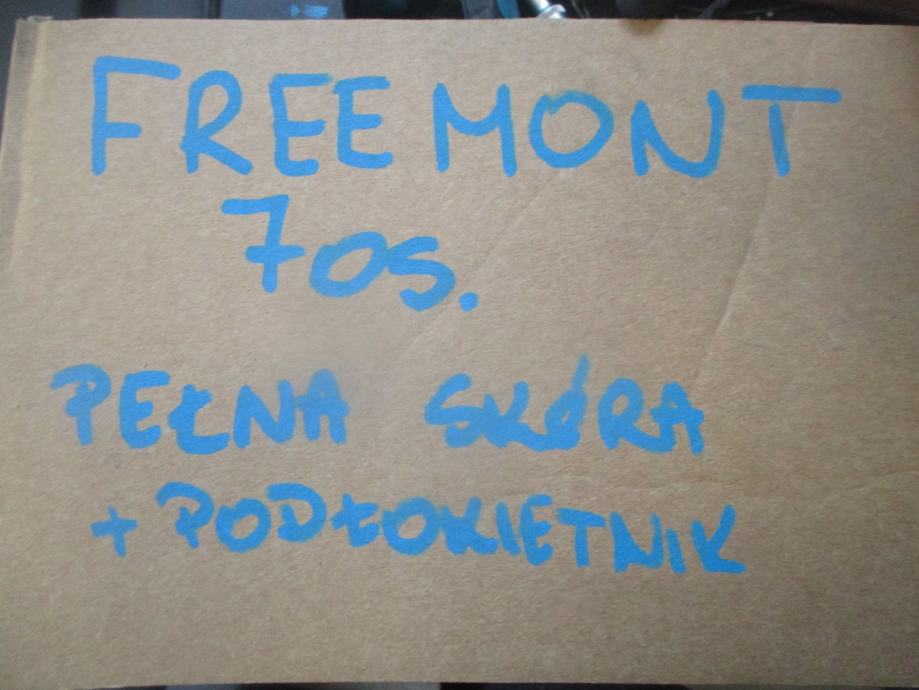 FREEMONT
7os.
PEŁNA SKÓRA
+ PODŁOKIETNIK